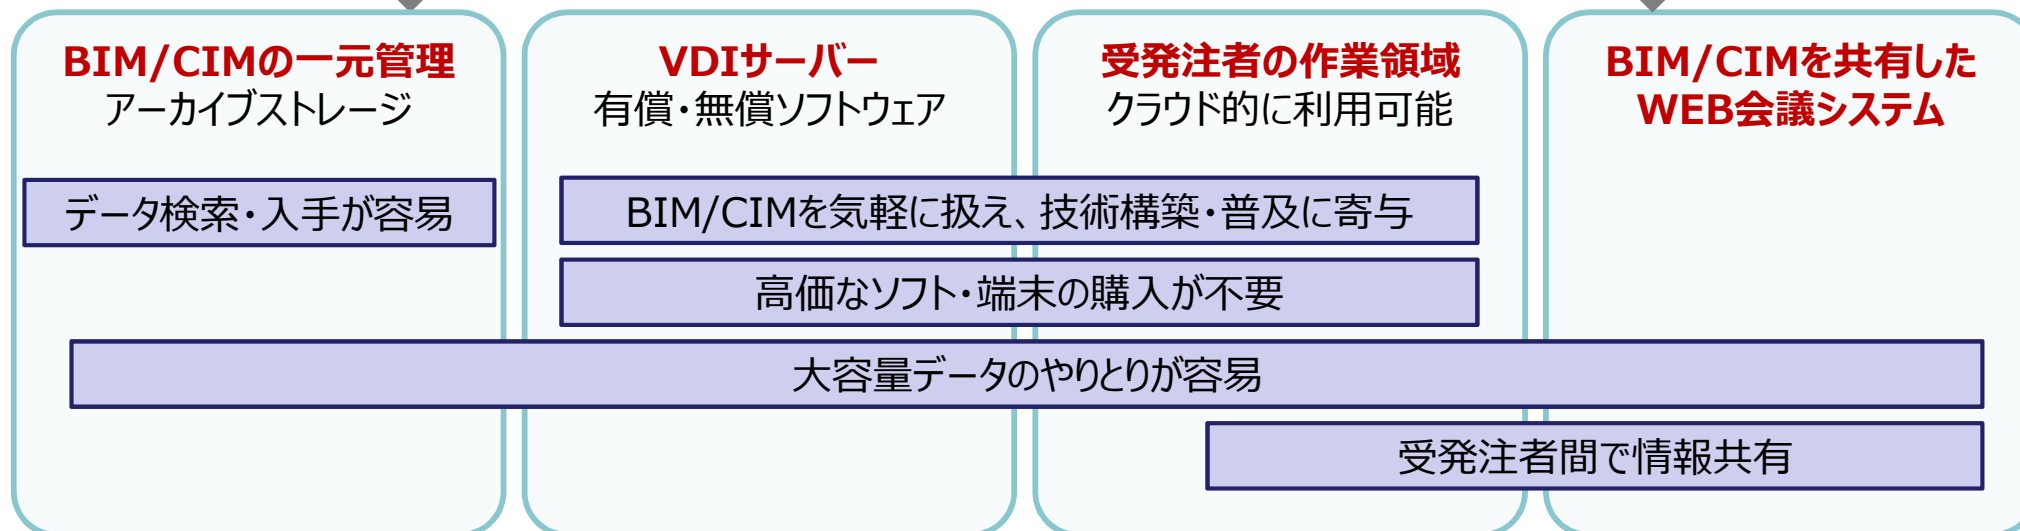 BIM/CIMの一元管理
アーカイブストレージ
VDIサーバー
有償・無償ソフトウェア
受発注者の作業領域
クラウド的に利用可能
BIM/CIMを共有した
WEB会議システム
データ検索・入手が容易
BIM/CIMを気軽に扱え、技術構築・普及に寄与
高価なソフト・端末の購入が不要
大容量データのやりとりが容易
受発注者間で情報共有